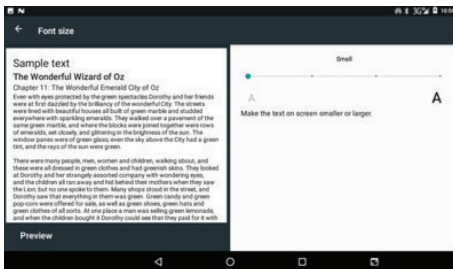 Font size
Sample text
The Wonderful Wizard of Oz
Chapter 11: The Wonderful Emerald City of Oz
Even with eyes protected by the green spectacles Dorothy and her friends
were at first dazzled by the brilliancy of the wonderful City. The streets
were lined with beautiful houses all built of green marble and studded
everywhere with sparkling emeralds. They walked over a pavement of the
same green marble, and where the blocks were joined together were rows
of emeralds, set closely, and glittering in the brightness of the sun. The
window panes were of green glass; even the sky above the City had a green
tint, and the rays of the sun were green.
There were many people, men, women and children, walking about, and
these were all dressed in green clothes and had greenish skins. They looked
at Dorothy and her strangely assorted company with wondering eyes,
and the children all ran away and hid behind their mothers when they saw
the Lion; but no one spoke to them. Many shops stood in the street, and
Dorothy saw that everything in them was green. Green candy and green
pop-corn were offered for sale, as well as green shoes, green hats and
green clothes of all sorts. At one place a man was selling green lemonade,
and when the children bought it Dorothy could see that they paid for it with
Preview
Small
A A
Make the text on screen smaller or larger.